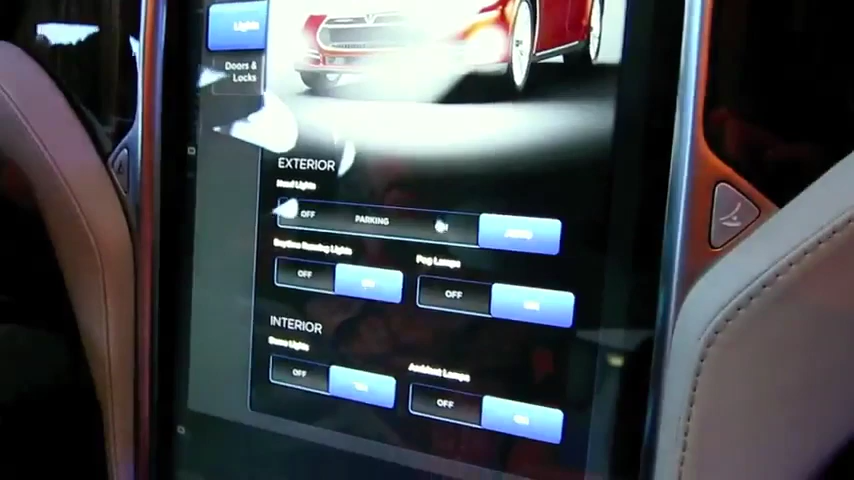 Lights
Doors &
Locks
EXTERIOR
Head Lights
OFF PARKING ON
Daytime Running Lights
OFF ON
Fog Lamps
OFF ON
INTERIOR
Dome Lights
OFF
Ambient Lamps
OFF ON